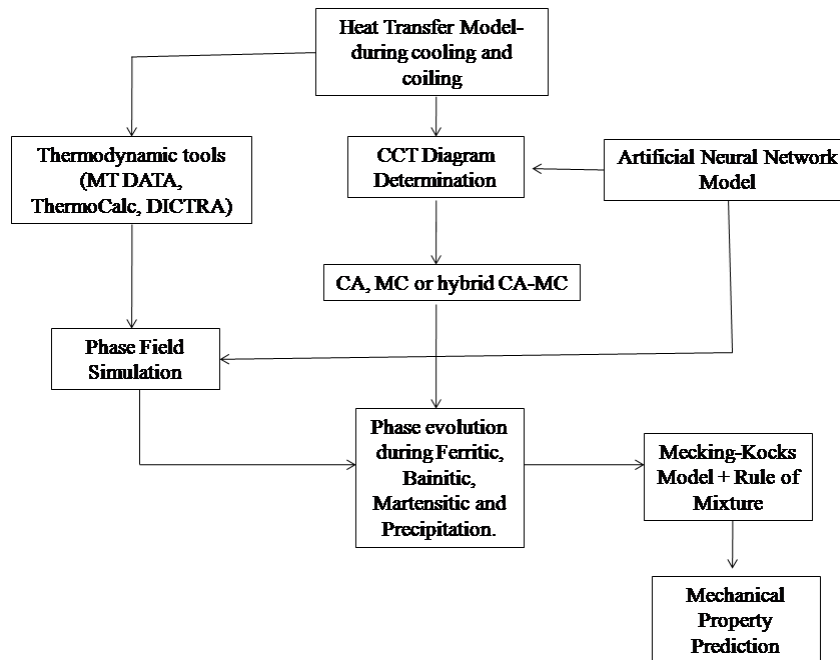 Heat Transfer Model-
during cooling and
coiling
Thermodynamic tools
(MT DATA,
ThermoCalc, DICTRA)
CCT Diagram
Determination
Artificial Neural Network
Model
CA, MC or hybrid CA-MC
Phase Field
Simulation
Phase evolution
during Ferritic,
Bainitic,
Martensitic and
Precipitation.
Mecking-Kocks
Model + Rule of
Mixture
Mechanical
Property
Prediction